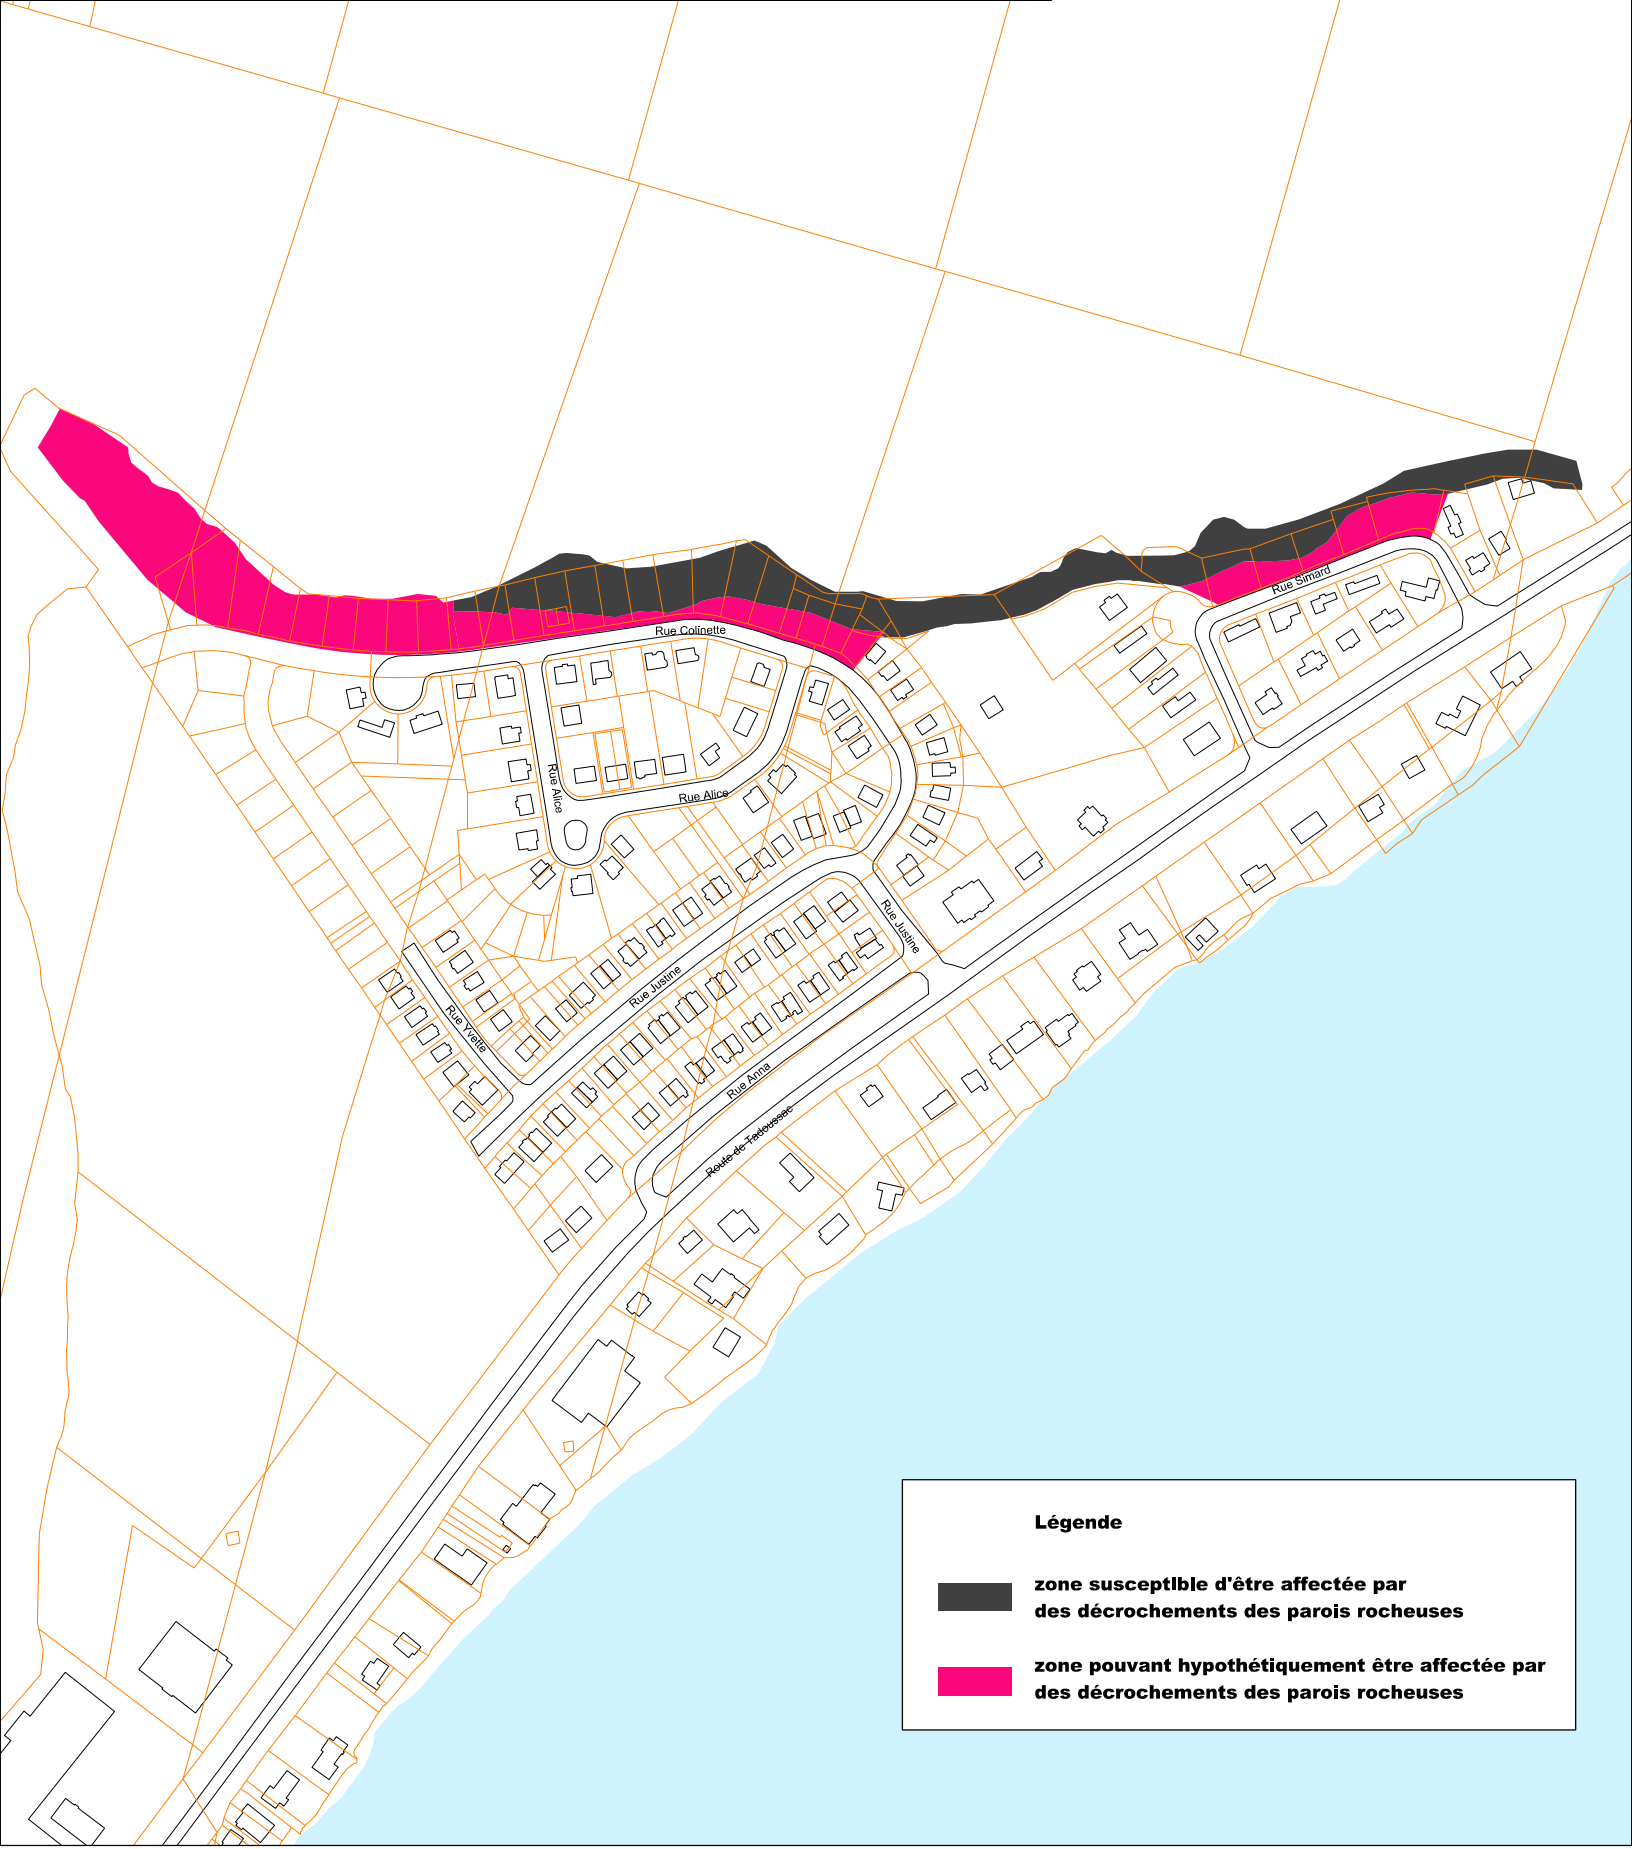 Rue Simard
Rue Colinette
Rue Alice
Rue Alice
Rue Justine
Rue Justine
Rue Yvette
Rue Anna
Route de Tadoussac
Légende
zone susceptible d'être affectée par
des décrochements des parois rocheuses
zone pouvant hypothétiquement être affectée par
des décrochements des parois rocheuses